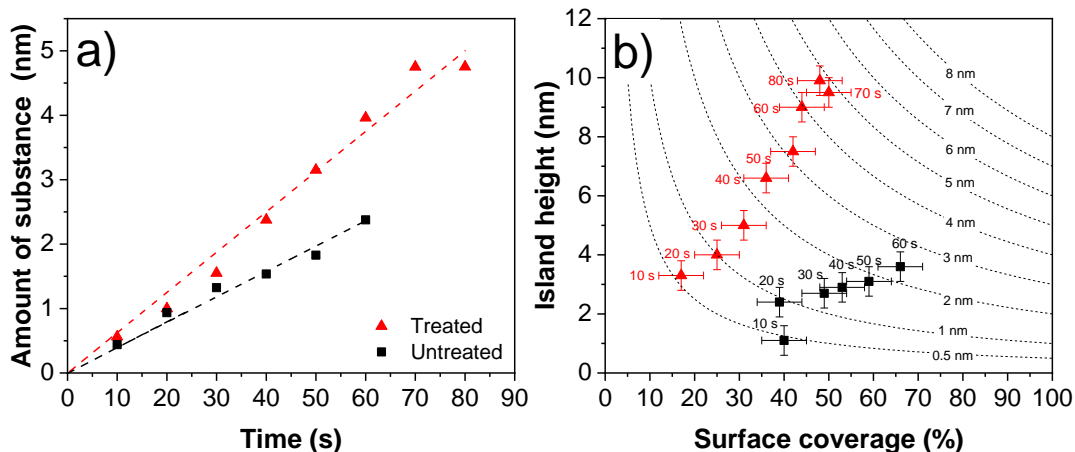 a)
Amount of substance (nm)
5
4
3
2
1
0
0 10 20 30 40 50 60 70 80 90
Time (s)
Treated
Untreated
b)
Island height (nm)
12
10
8
6
4
2
0
0 10 20 30 40 50 60 70 80 90 100
Surface coverage (%)
80 s
70 s
60 s
50 s
40 s
30 s
20 s
10 s
60 s
50 s
40 s
30 s
20 s
10 s
8 nm
7 nm
6 nm
5 nm
4 nm
3 nm
2 nm
1 nm
0.5 nm